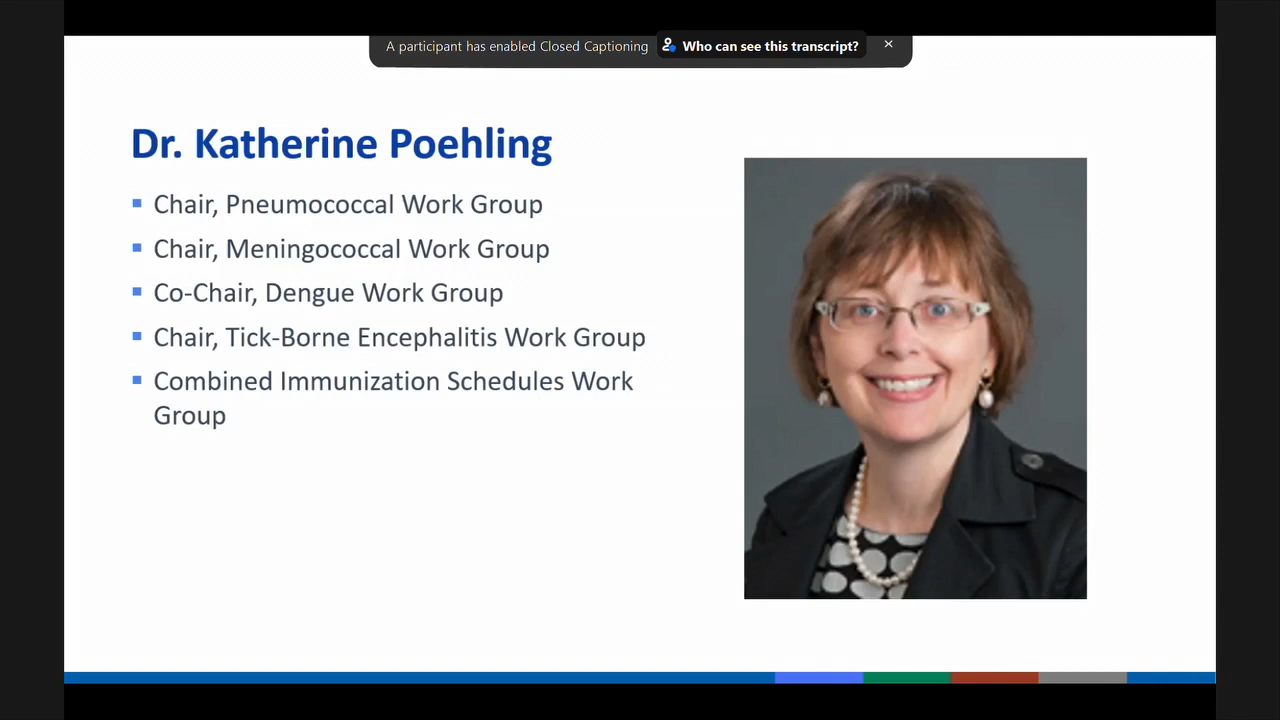 A participant has enabled Closed Captioning Who can see this transcript?
Dr. Katherine Poehling
Chair, Pneumococcal Work Group
Chair, Meningococcal Work Group
Co-Chair, Dengue Work Group
Chair, Tick-Borne Encephalitis Work Group
Combined Immunization Schedules Work
Group